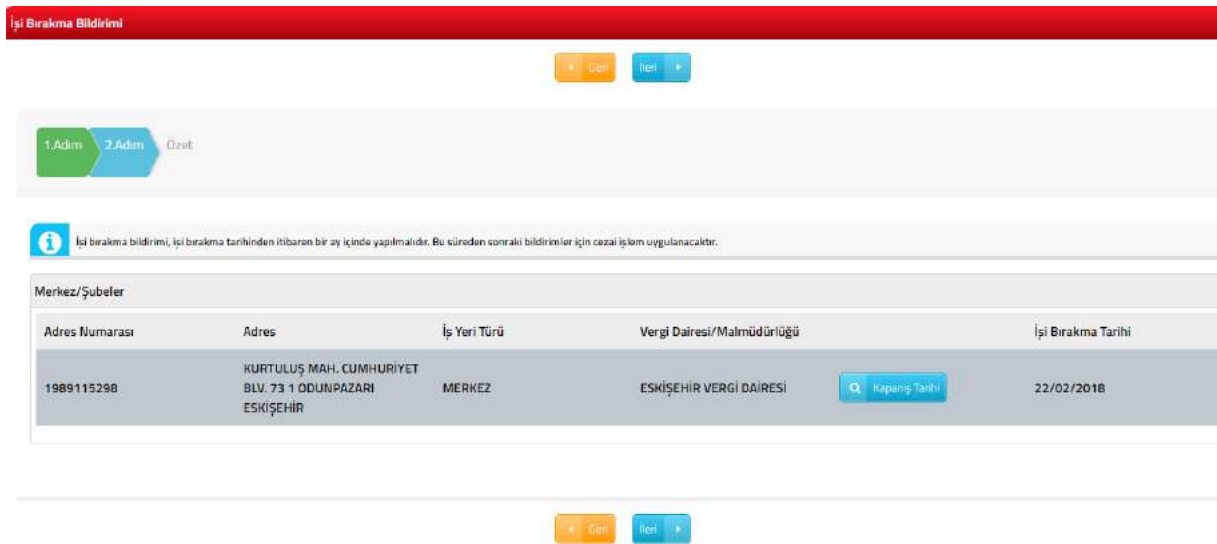 İşi Bırakma Bildirimi
Geri İleri
1.Adım 2.Adım Özet
İşi bırakma bildirimi, işi bırakma tarihinden itibaren bir ay içinde yapılmalıdır. Bu süreden sonraki bildirimler için cezai işlem uygulanacaktır.
Merkez/Şubeler
Adres Numarası Adres İş Yeri Türü Vergi Dairesi/Malmüdürlüğü İşi Bırakma Tarihi
KURTULUŞ MAH. CUMHURİYET
1989115298 BLV. 73 1 ODUNPAZARI MERKEZ ESKİŞEHİR VERGİ DAİRESİ Kapanış Tarihi 22/02/2018
ESKİŞEHİR
Geri İleri